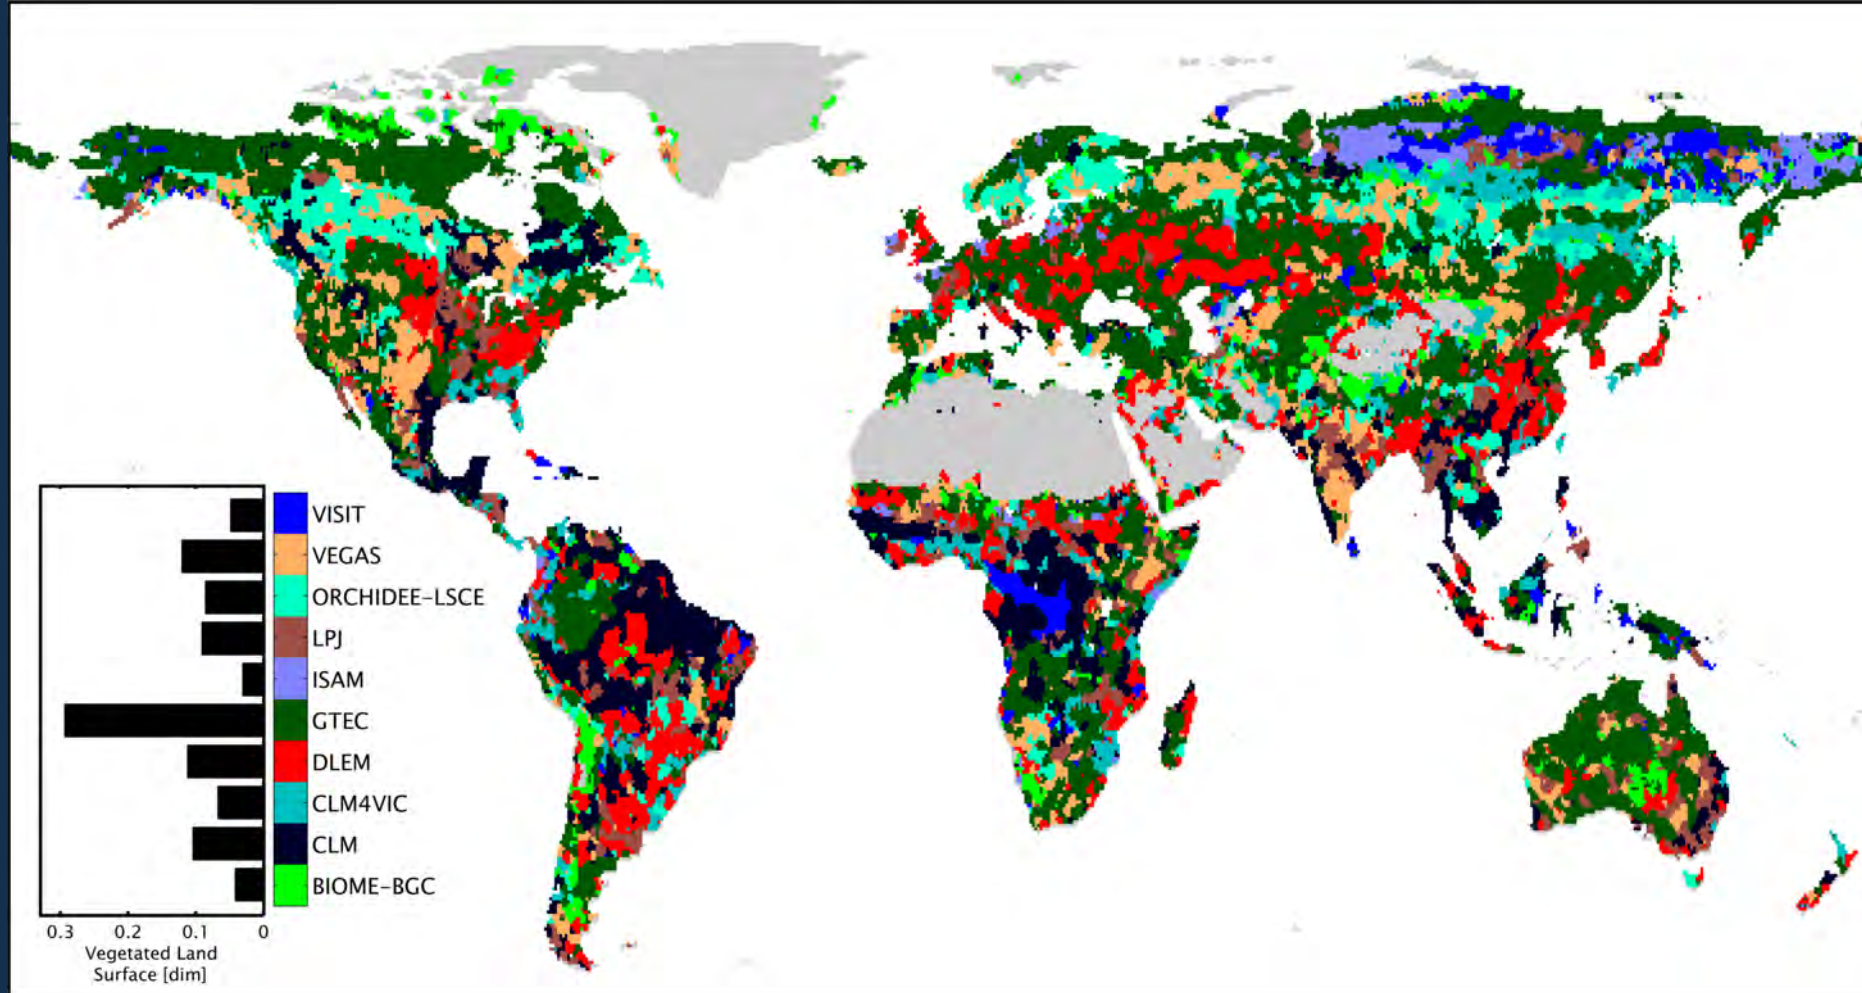 VISIT
VEGAS
ORCHIDEE-LSCE
LPJ
ISAM
GTEC
DLEM
CLM4VIC
CLM
BIOME-BGC
0.3 0.2 0.1 0
Vegetated Land
Surface [dim]